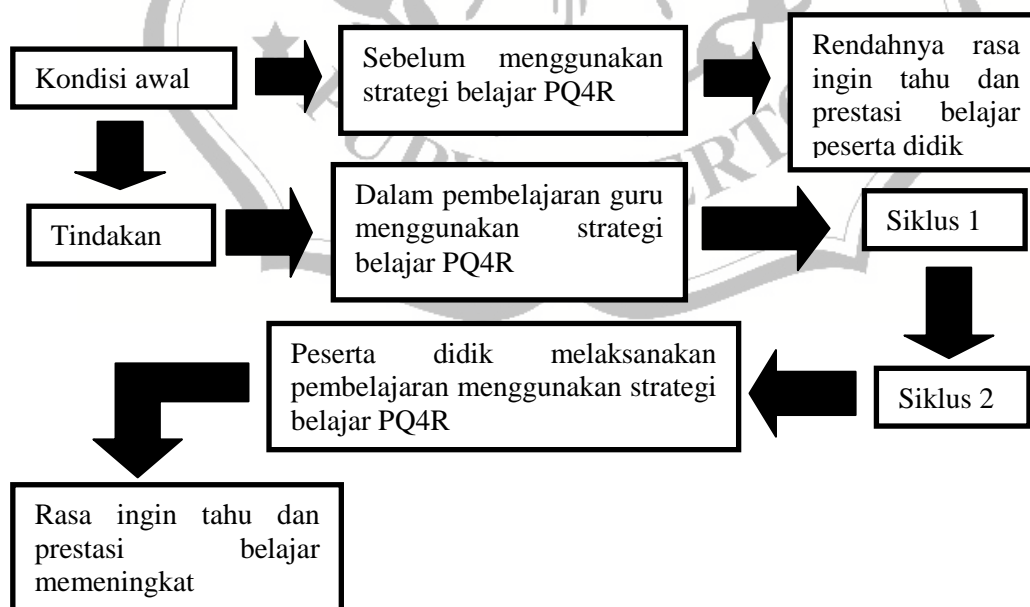 Kondisi awal
Sebelum menggunakan
strategi belajar PQ4R
Rendahnya rasa
ingin tahu dan
prestasi belajar
peserta didik
Tindakan
Dalam pembelajaran guru
menggunakan strategi
belajar PQ4R
Siklus 1
Siklus 2
Peserta didik melaksanakan
pembelajaran menggunakan strategi
belajar PQ4R
Rasa ingin tahu dan
prestasi belajar
memeningkat